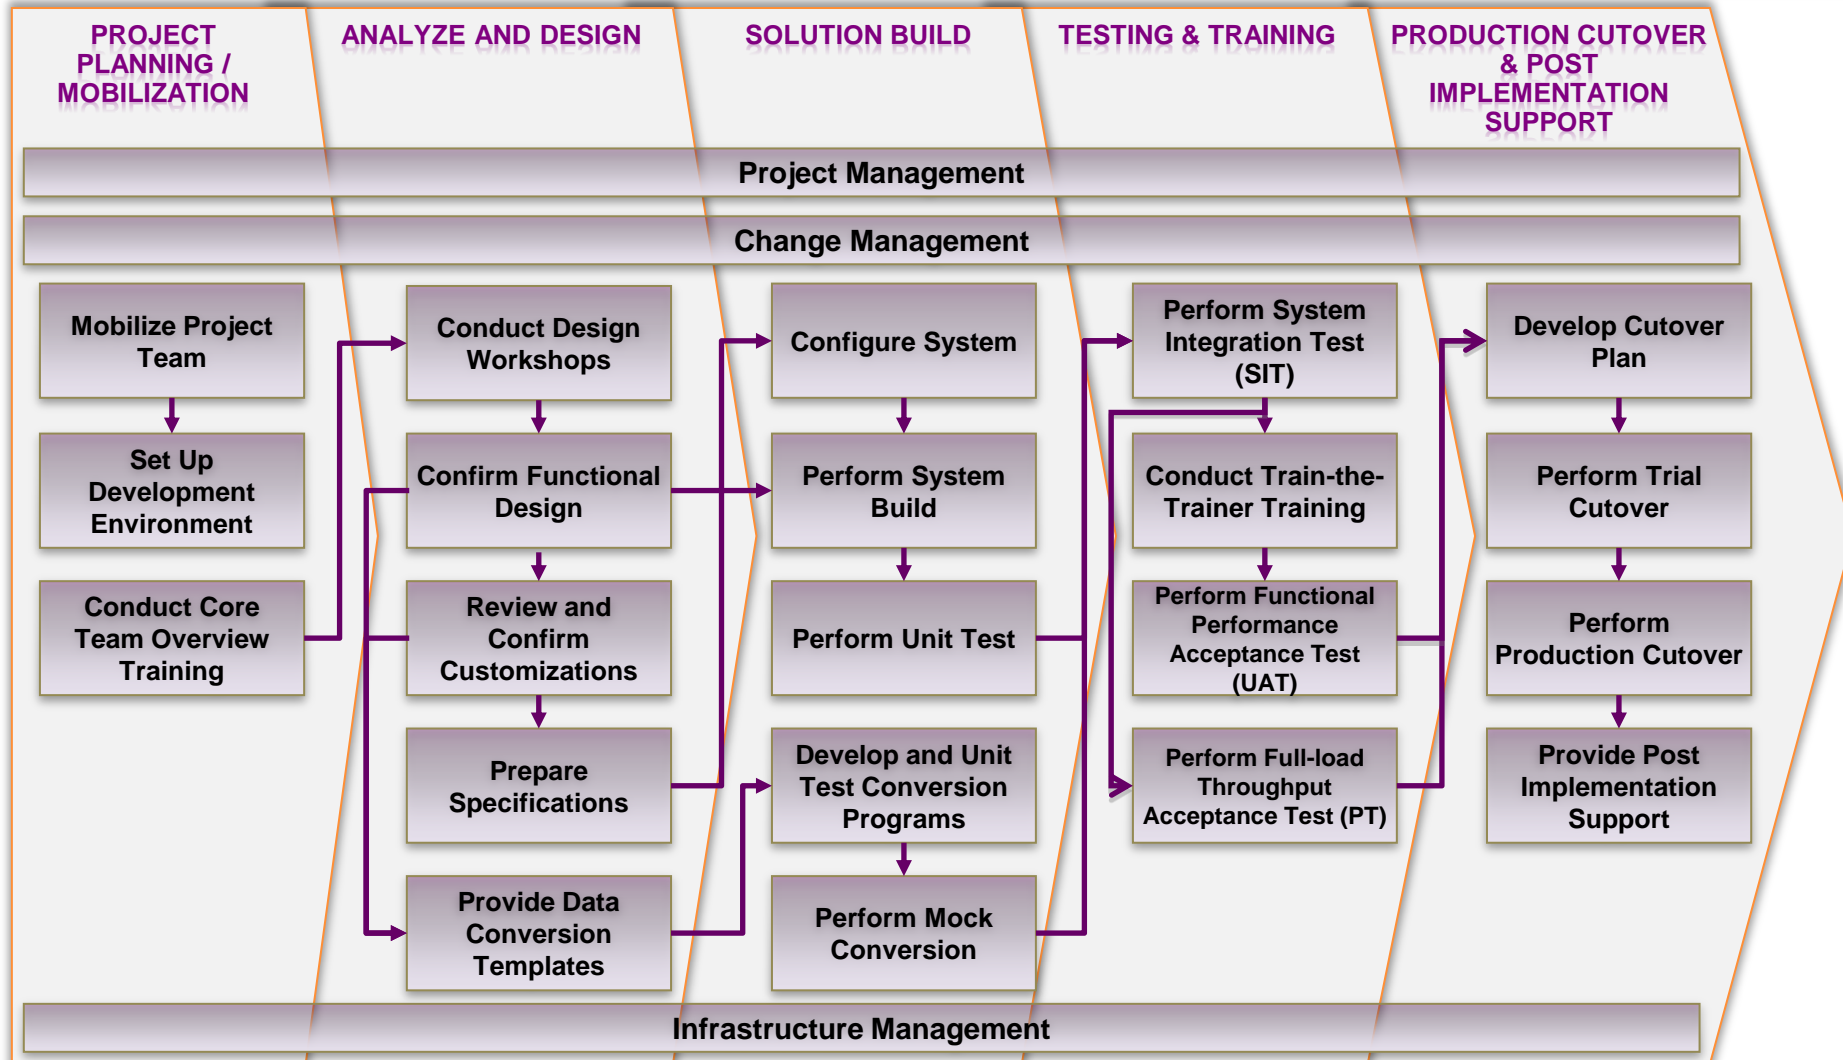 PROJECT
PLANNING /
MOBILIZATION
ANALYZE AND DESIGN
SOLUTION BUILD
TESTING & TRAINING
PRODUCTION CUTOVER
& POST
IMPLEMENTATION
SUPPORT
Project Management
Change Management
Mobilize Project
Team
Set Up
Development
Environment
Conduct Core
Team Overview
Training
Conduct Design
Workshops
Confirm Functional
Design
Review and
Confirm
Customizations
Prepare
Specifications
Provide Data
Conversion
Templates
Configure System
Perform System
Build
Perform Unit Test
Develop and Unit
Test Conversion
Programs
Perform Mock
Conversion
Perform System
Integration Test
(SIT)
Conduct Train-the-
Trainer Training
Perform Functional
Performance
Acceptance Test
(UAT)
Perform Full-load
Throughput
Acceptance Test (PT)
Develop Cutover
Plan
Perform Trial
Cutover
Perform
Production Cutover
Provide Post
Implementation
Support
Infrastructure Management